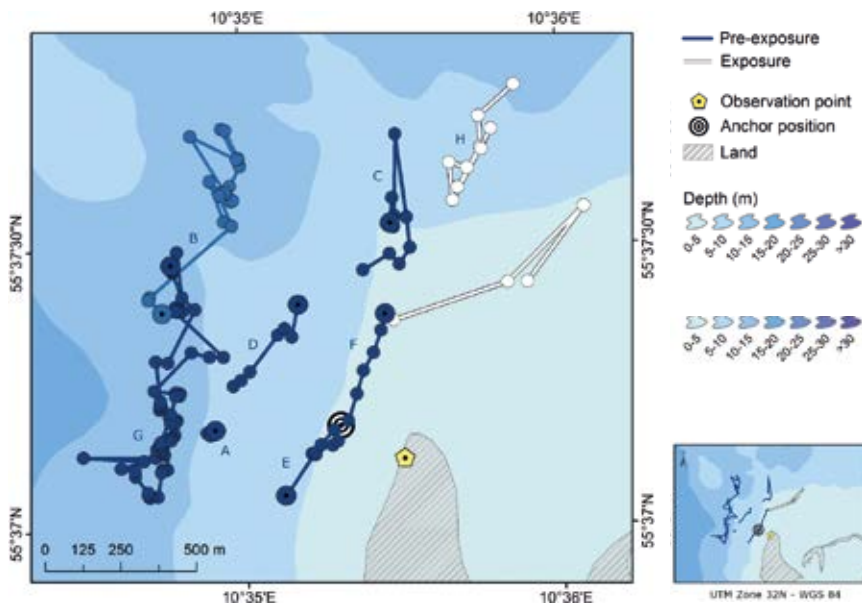 10°35'E
10°36'E
Pre-exposure
Exposure
Observation point
Anchor position
Land
Depth (m)
0-5
5-10
10-15
15-20
20-25
25-30
>30
0-5
5-10
10-15
15-20
20-25
25-30
>30
55°37'30"N
55°37'30"N
H
C
B
D
F
G
A
E
55°37'N
55°37'N
0 125 250 500 m
10°35'E
10°36'E
UTM Zone 32N - WGS 84